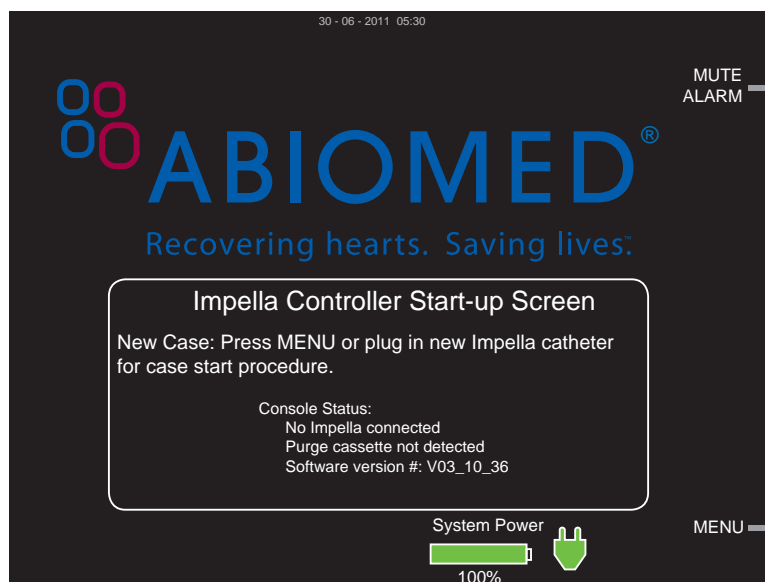 30 - 06 - 2011 05:30
MUTE
ALARM
ABIOMED®
Recovering hearts. Saving lives.™
Impella Controller Start-up Screen
New Case: Press MENU or plug in new Impella catheter
for case start procedure.
Console Status:
No Impella connected
Purge cassette not detected
Software version #: V03_10_36
System Power
MENU
100%